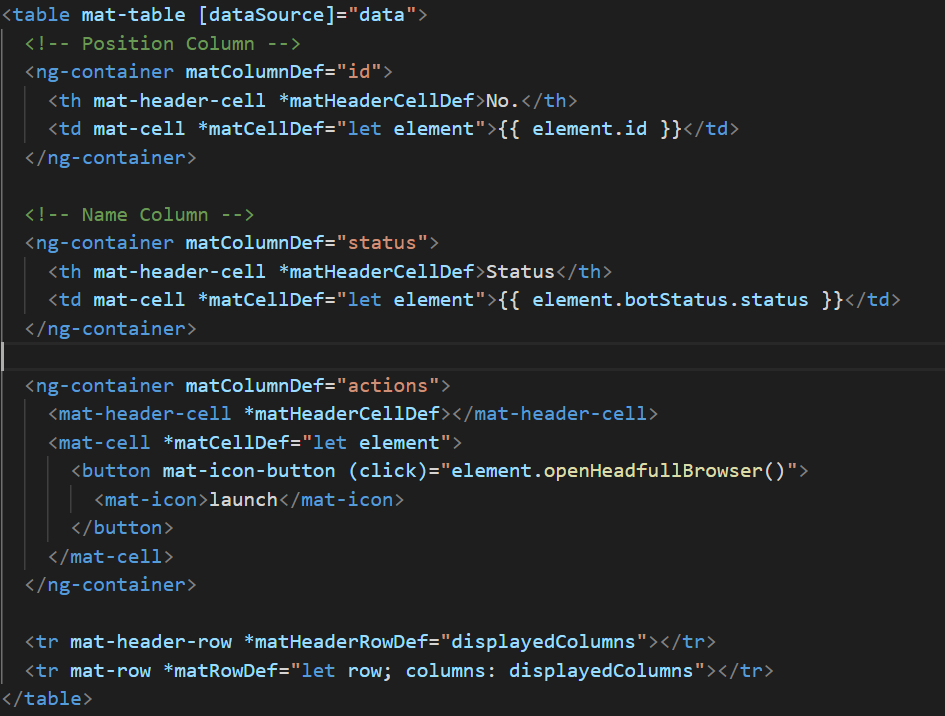 <table mat-table [dataSource]="data">
<!-- Position Column -->
<ng-container matColumnDef="id">
<th mat-header-cell *matHeaderCellDef>No.</th>
<td mat-cell *matCellDef="let element">{{ element.id }}</td>
</ng-container>
<!-- Name Column -->
<ng-container matColumnDef="status">
<th mat-header-cell *matHeaderCellDef>Status</th>
<td mat-cell *matCellDef="let element">{{ element.botStatus.status }}</td>
</ng-container>
<ng-container matColumnDef="actions">
<mat-header-cell *matHeaderCellDef></mat-header-cell>
<mat-cell *matCellDef="let element">
<button mat-icon-button (click)="element.openHeadfullBrowser()">
<mat-icon>launch</mat-icon>
</button>
</mat-cell>
</ng-container>
<tr mat-header-row *matHeaderRowDef="displayedColumns"></tr>
<tr mat-row *matRowDef="let row; columns: displayedColumns"></tr>
</table>